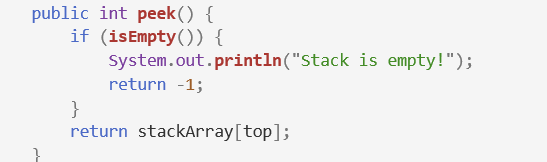 public int peek() {
    if (isEmpty()) {
        System.out.println("Stack is empty!");
        return -1;
    }
    return stackArray[top];
}